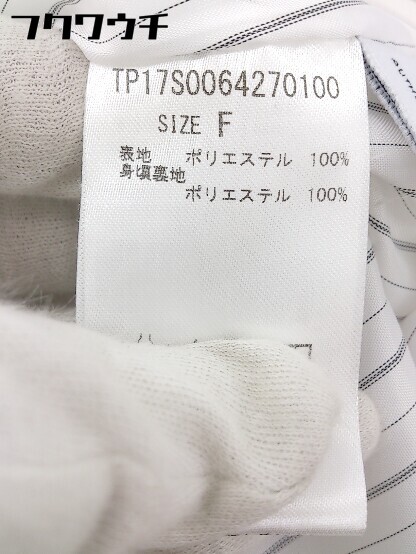 フクワウチ
TP17S0064270100
SIZE F
表地 ポリエステル 100%
身頃裏地
ポリエステル 100%